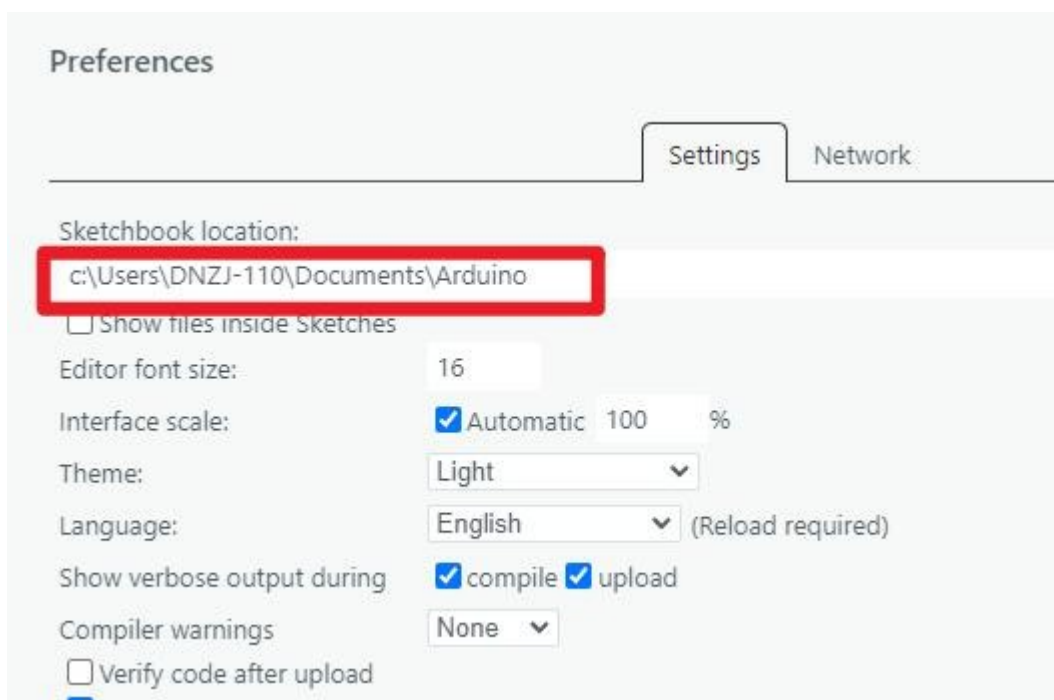 Preferences
Settings Network
Sketchbook location:
c:\Users\DNZJ-110\Documents\Arduino
Show files inside Sketches
Editor font size: 16
Interface scale: Automatic 100 %
Theme: Light
Language: English (Reload required)
Show verbose output during compile upload
Compiler warnings None
Verify code after upload